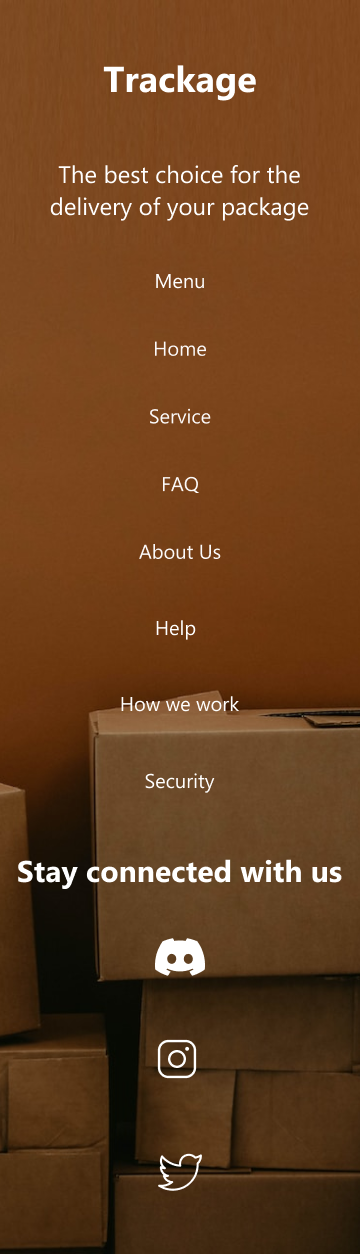 Trackage
The best choice for the
delivery of your package
Menu
Home
Service
FAQ
About Us
Help
How we work
Security
Stay connected with us